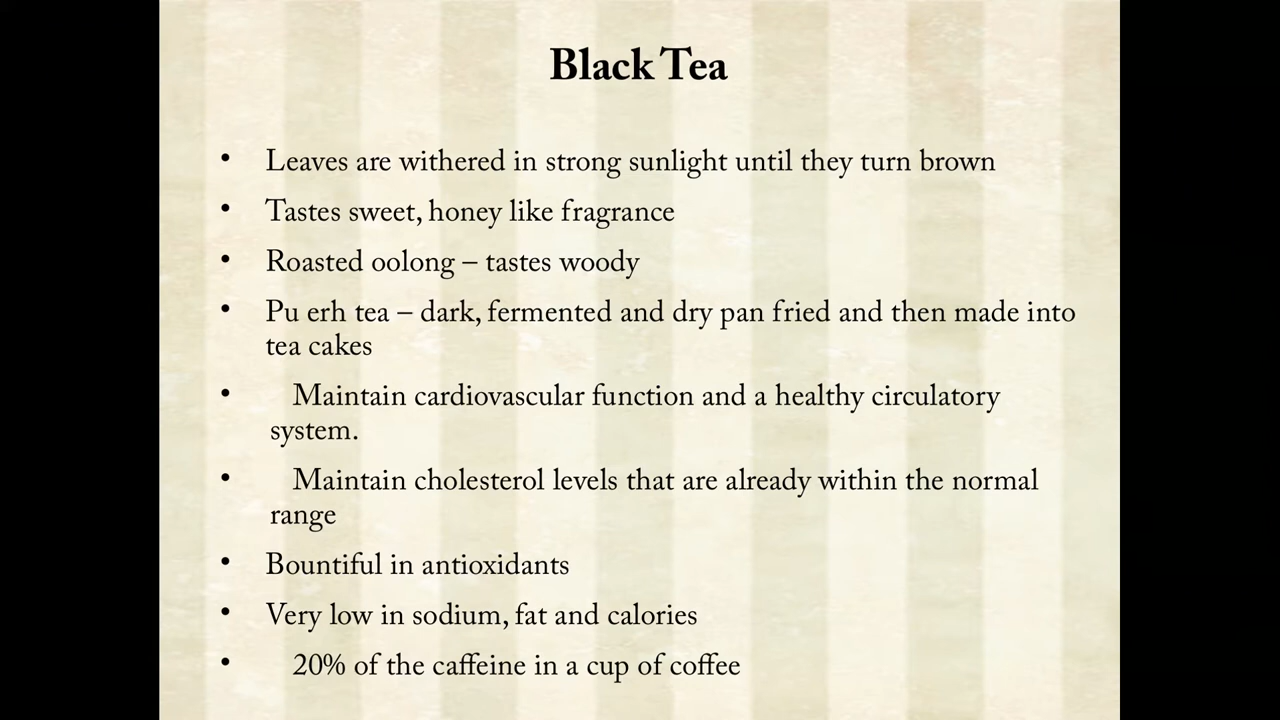 Black Tea
• Leaves are withered in strong sunlight until they turn brown
• Tastes sweet, honey like fragrance
• Roasted oolong – tastes woody
• Pu erh tea – dark, fermented and dry pan fried and then made into
tea cakes
• Maintain cardiovascular function and a healthy circulatory
system.
• Maintain cholesterol levels that are already within the normal
range
• Bountiful in antioxidants
• Very low in sodium, fat and calories
• 20% of the caffeine in a cup of coffee